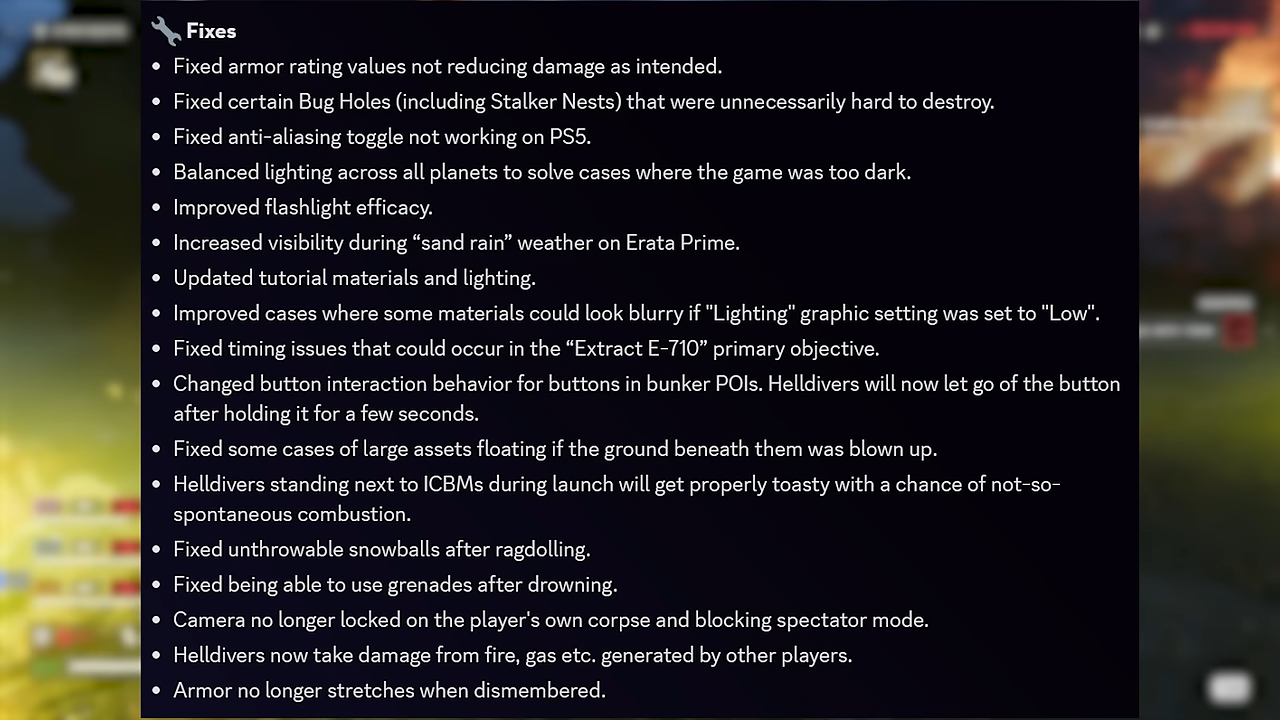 Fixes
• Fixed armor rating values not reducing damage as intended.
• Fixed certain Bug Holes (including Stalker Nests) that were unnecessarily hard to destroy.
• Fixed anti-aliasing toggle not working on PS5.
• Balanced lighting across all planets to solve cases where the game was too dark.
• Improved flashlight efficacy.
• Increased visibility during “sand rain” weather on Erata Prime.
• Updated tutorial materials and lighting.
• Improved cases where some materials could look blurry if "Lighting" graphic setting was set to "Low".
• Fixed timing issues that could occur in the “Extract E-710” primary objective.
• Changed button interaction behavior for buttons in bunker POIs. Helldivers will now let go of the button
after holding it for a few seconds.
• Fixed some cases of large assets floating if the ground beneath them was blown up.
• Helldivers standing next to ICBMs during launch will get properly toasty with a chance of not-so-
spontaneous combustion.
• Fixed unthrowable snowballs after ragdolling.
• Fixed being able to use grenades after drowning.
• Camera no longer locked on the player's own corpse and blocking spectator mode.
• Helldivers now take damage from fire, gas etc. generated by other players.
• Armor no longer stretches when dismembered.